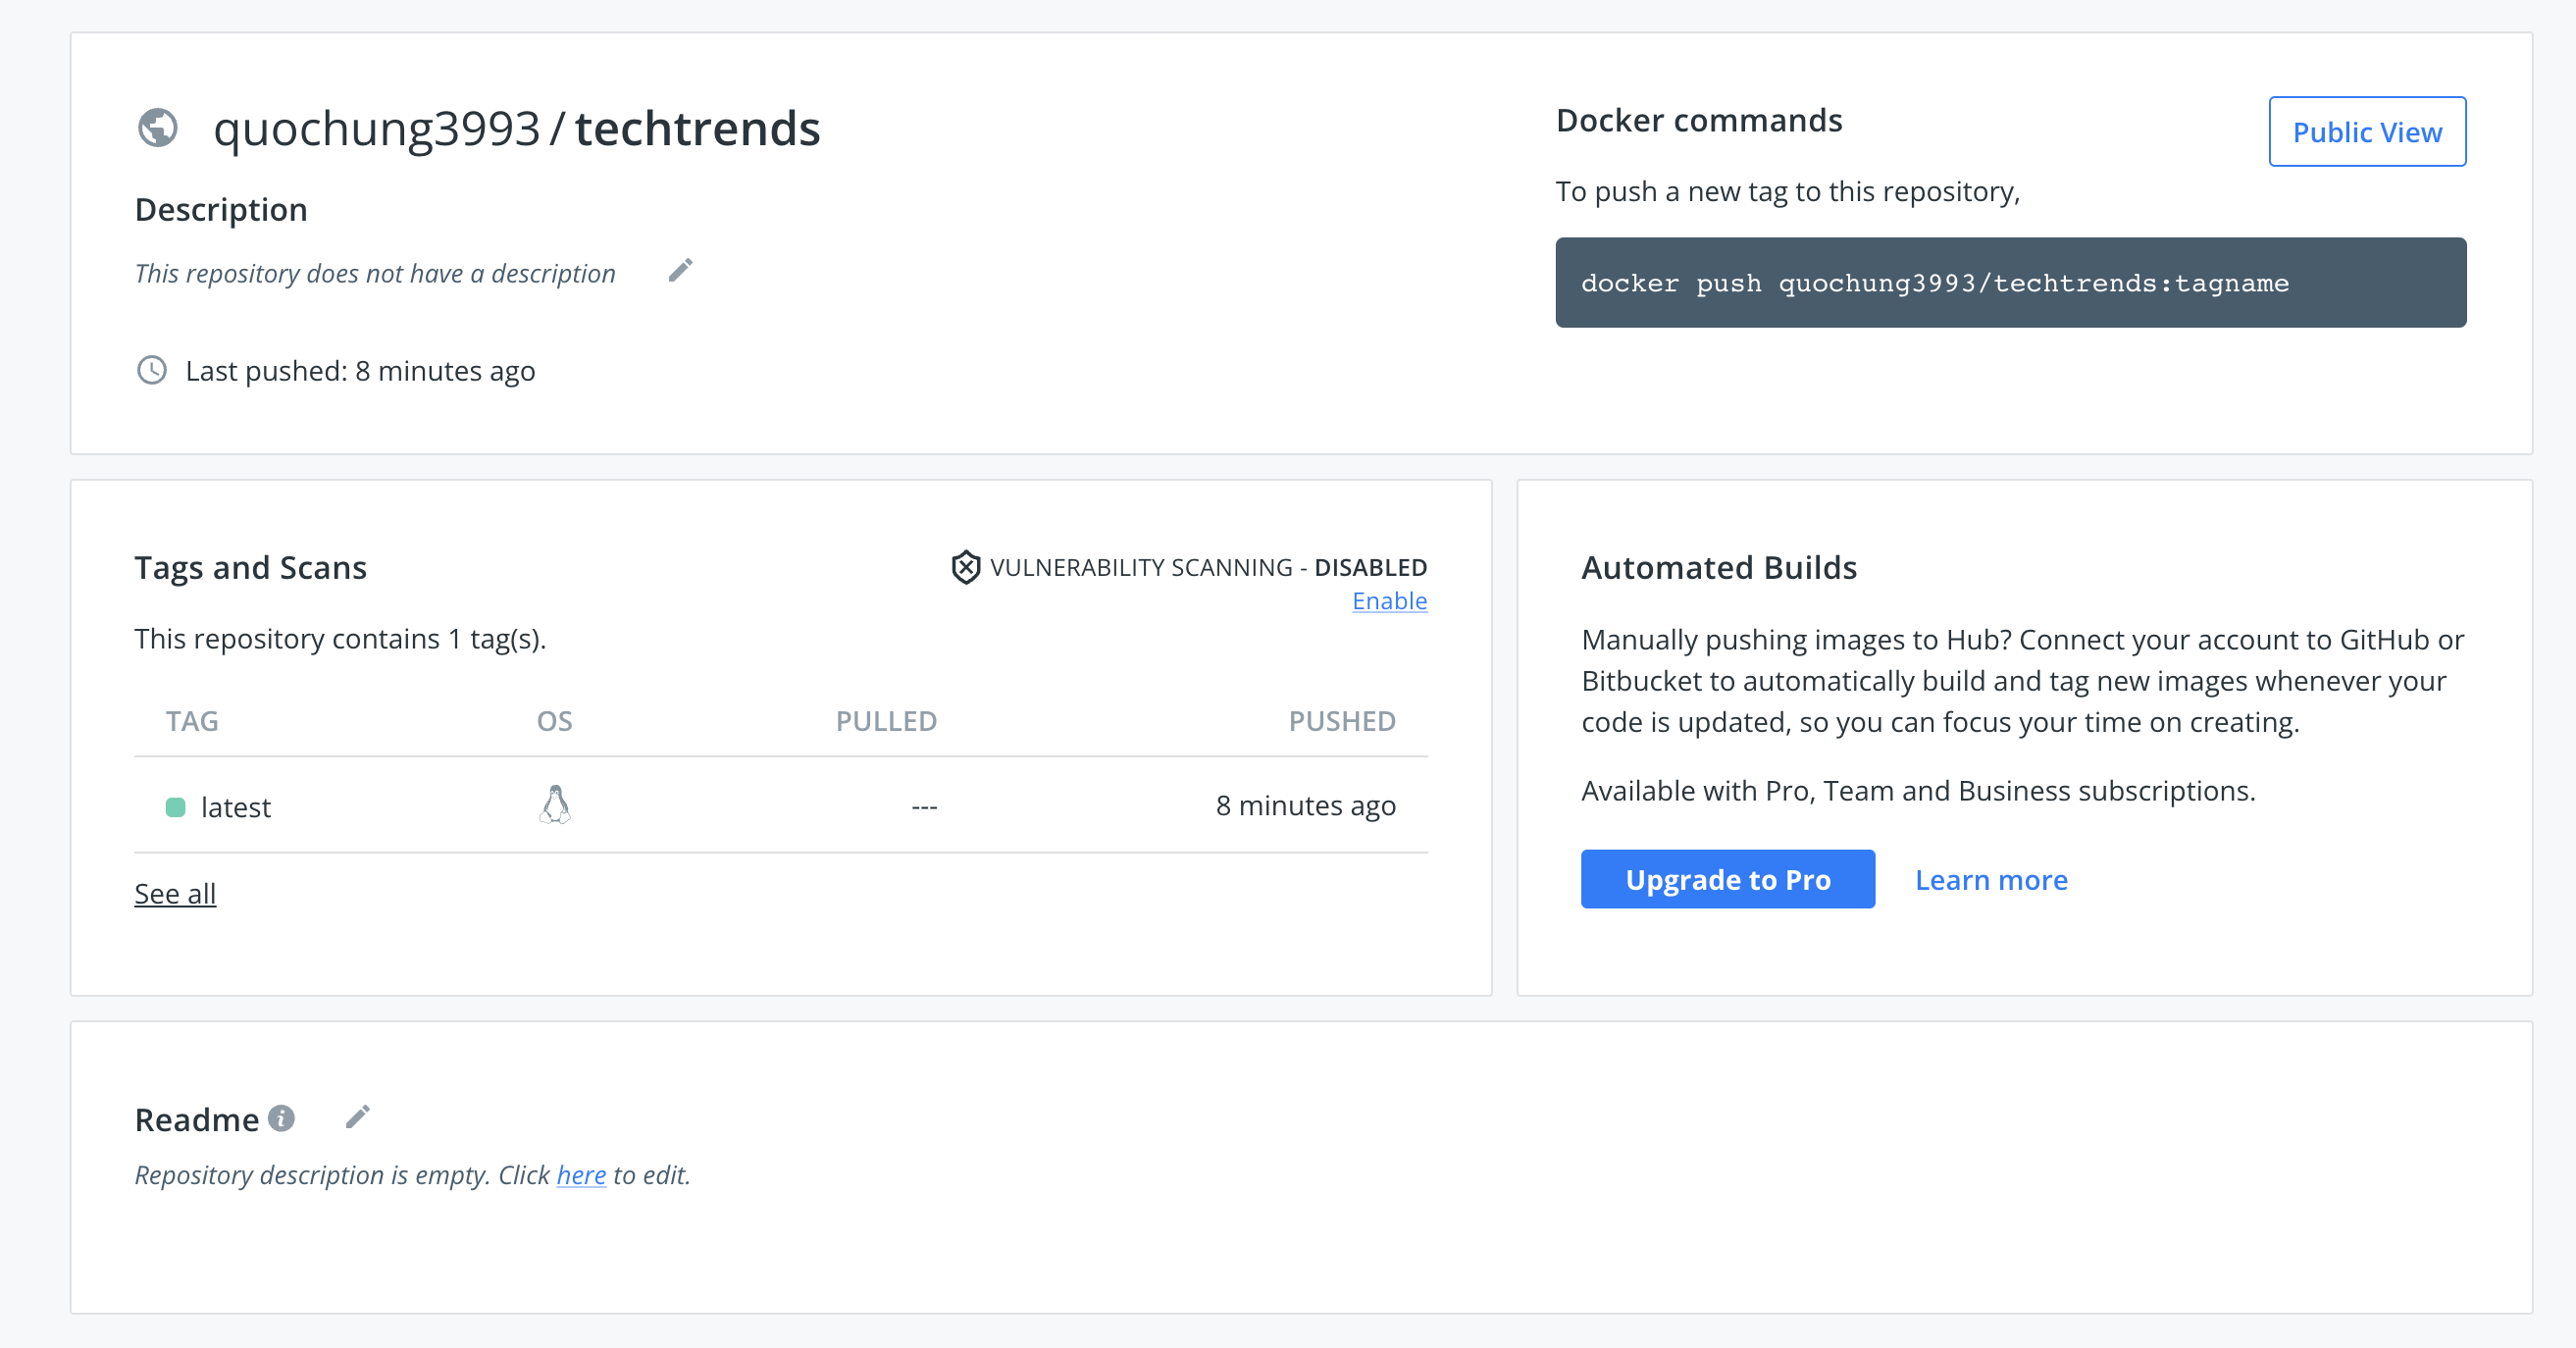 quochung3993 / techtrends
Description
This repository does not have a description
Last pushed: 8 minutes ago
Docker commands
Public View
To push a new tag to this repository,
docker push quochung3993/techtrends:tagname
Tags and Scans
VULNERABILITY SCANNING - DISABLED
Enable
This repository contains 1 tag(s).
TAG OS PULLED PUSHED
latest --- 8 minutes ago
See all
Automated Builds
Manually pushing images to Hub? Connect your account to GitHub or
Bitbucket to automatically build and tag new images whenever your
code is updated, so you can focus your time on creating.
Available with Pro, Team and Business subscriptions.
Upgrade to Pro Learn more
Readme
Repository description is empty. Click here to edit.